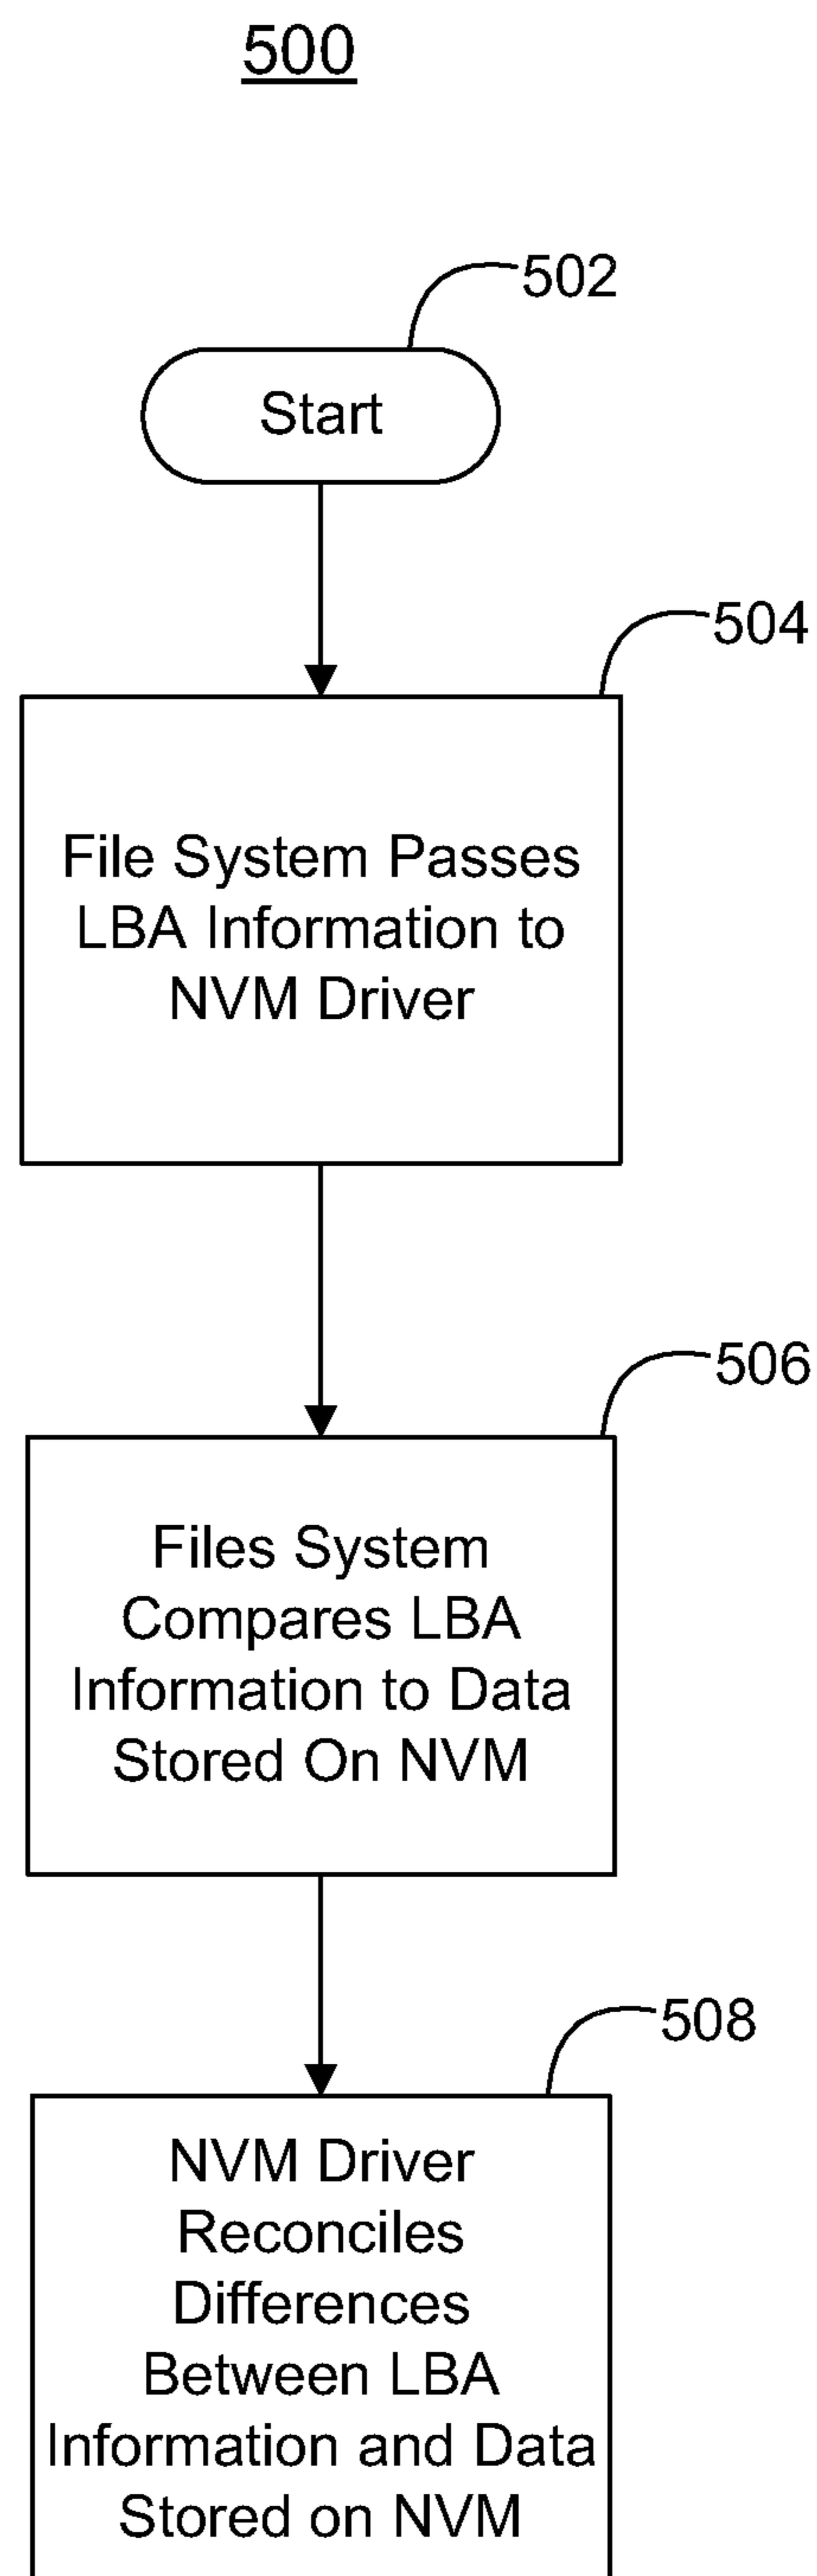 500
502
Start
504
File System Passes
LBA Information to
NVM Driver
506
Files System
Compares LBA
Information to Data
Stored On NVM
508
NVM Driver
Reconciles
Differences
Between LBA
Information and Data
Stored on NVM